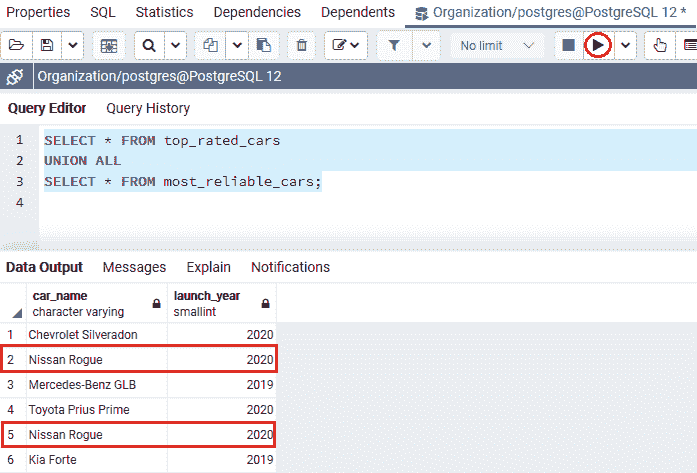 Properties SQL Statistics Dependencies Dependents Organization/postgres@PostgreSQL 12 *
No limit
Organization/postgres@PostgreSQL 12
Query Editor Query History
1 SELECT * FROM top_rated_cars
2 UNION ALL
3 SELECT * FROM most_reliable_cars;
4
Data Output Messages Explain Notifications
car_name launch_year
character varying smallint
1 Chevrolet Silveradon 2020
2 Nissan Rogue 2020
3 Mercedes-Benz GLB 2019
4 Toyota Prius Prime 2020
5 Nissan Rogue 2020
6 Kia Forte 2019